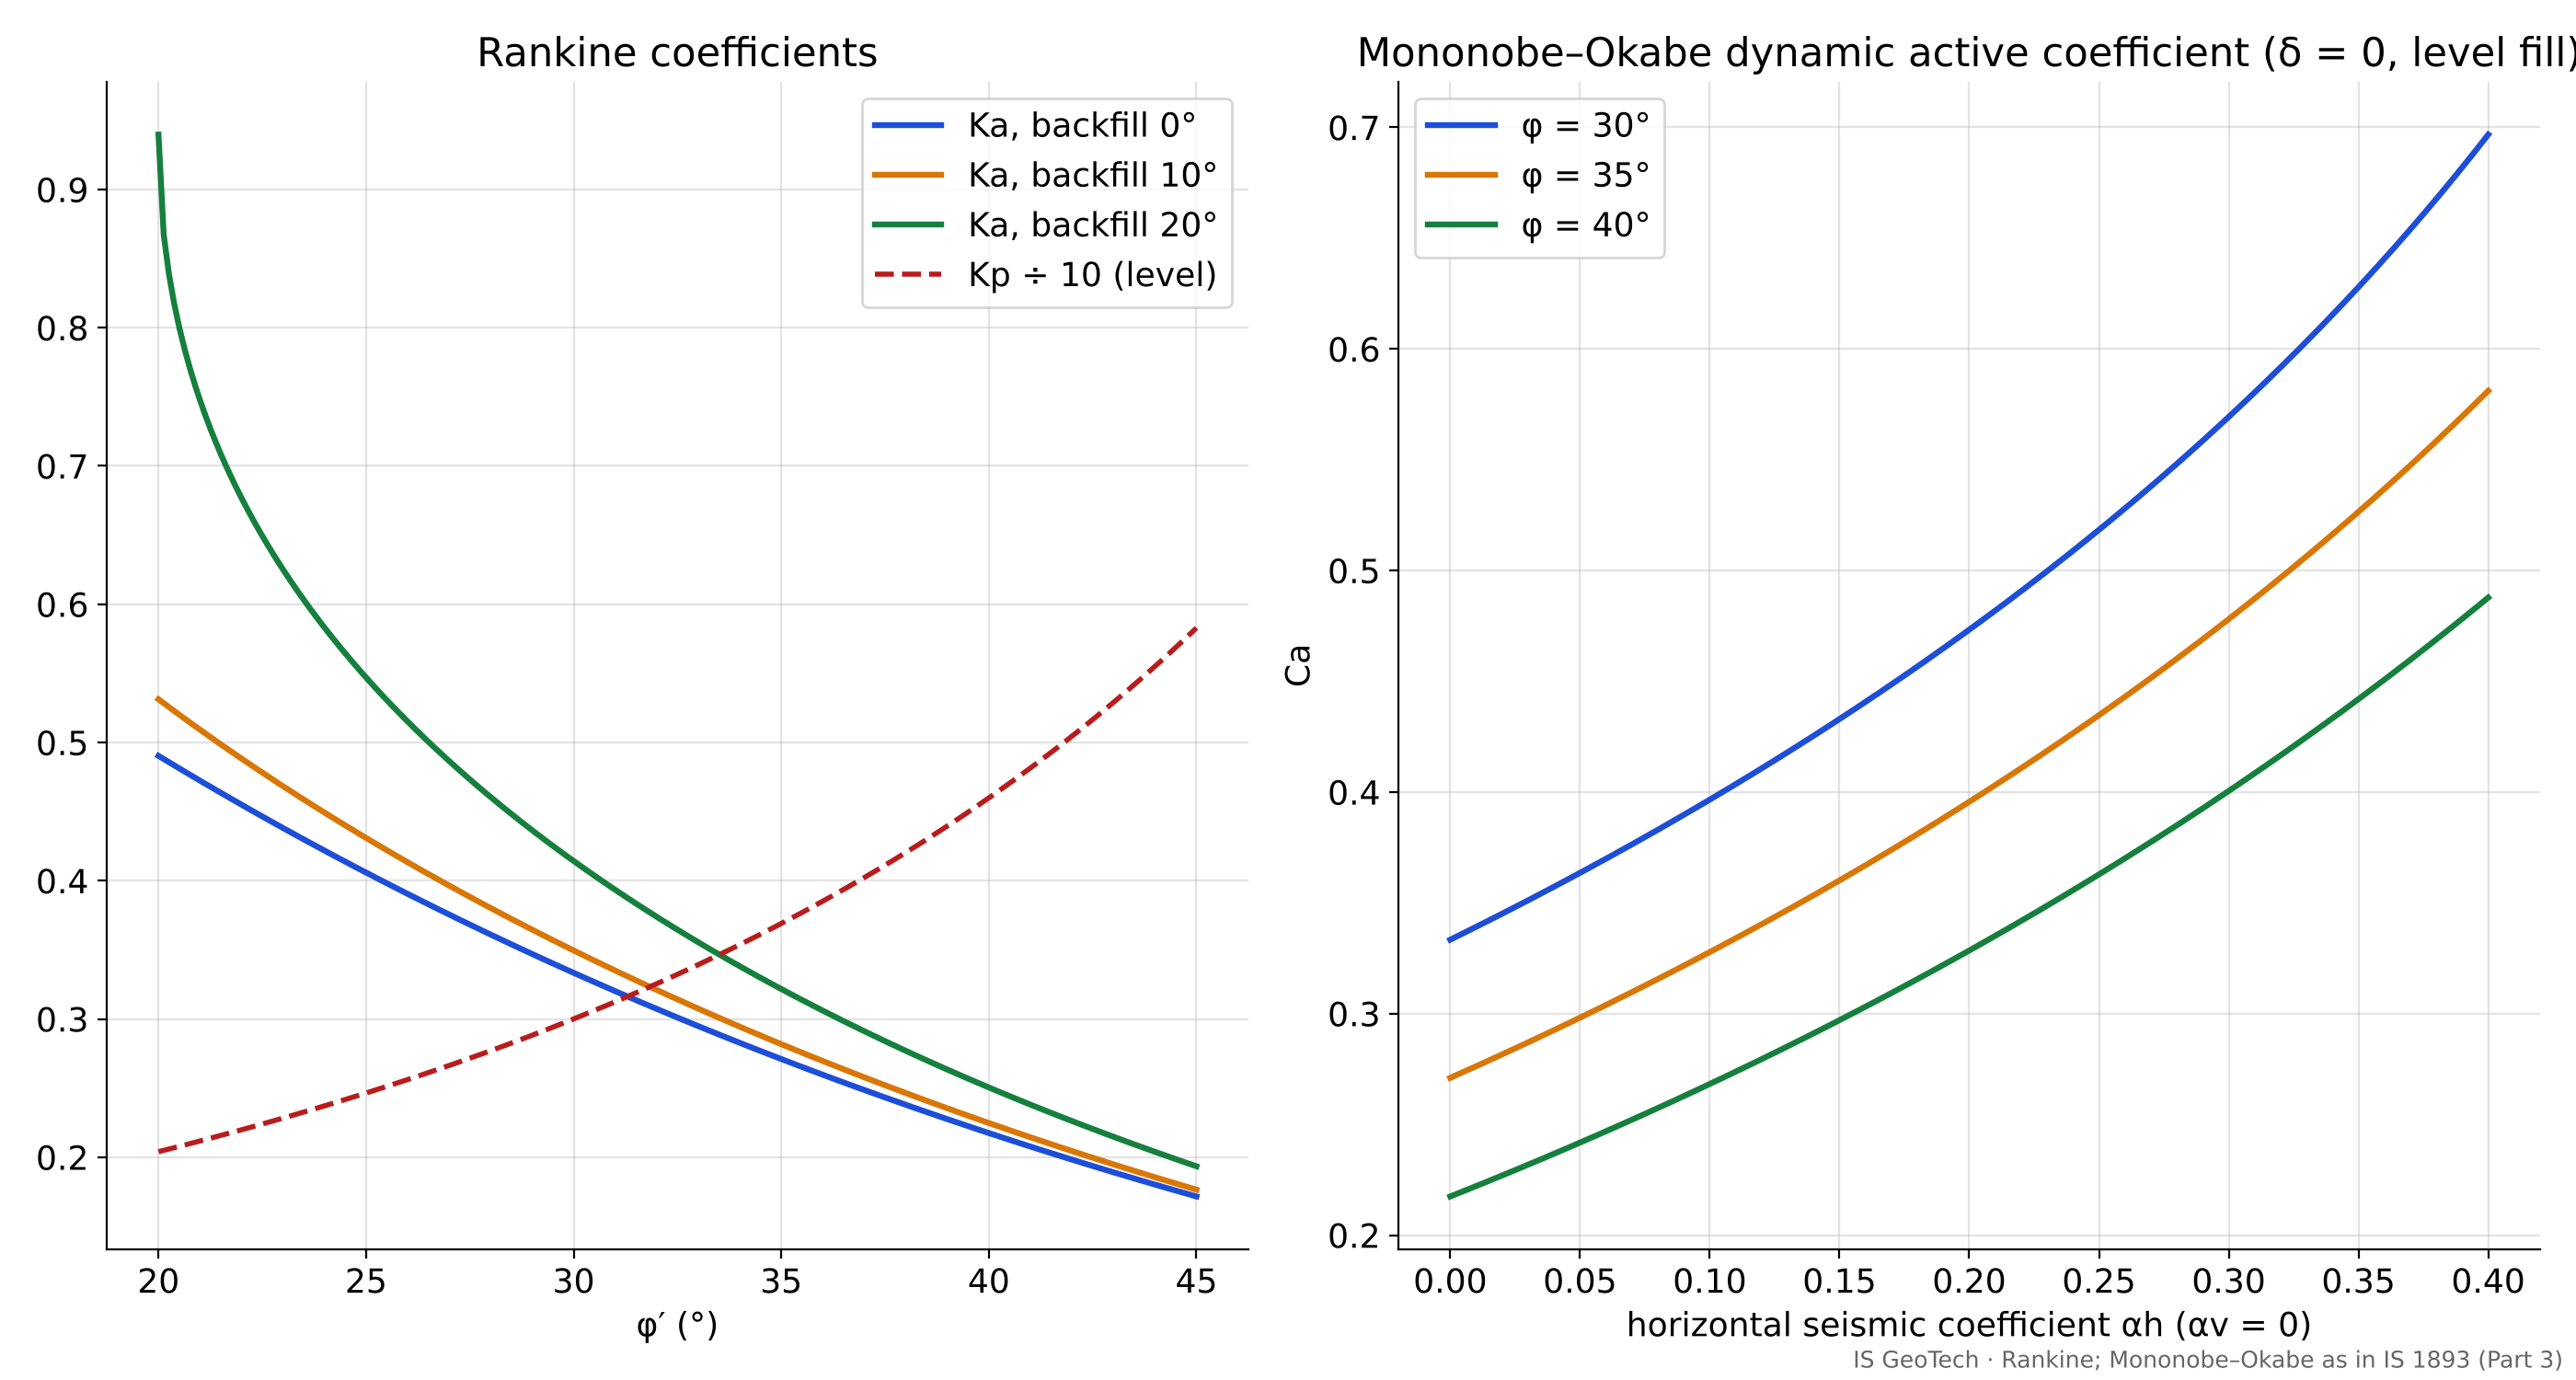 Rankine coefficients
Ka, backfill 0°
Ka, backfill 10°
Ka, backfill 20°
Kp ÷ 10 (level)
0.9
0.8
0.7
0.6
0.5
0.4
0.3
0.2
20 25 30 35 40 45
φ′ (°)
Mononobe–Okabe dynamic active coefficient (δ = 0, level fill)
φ = 30°
φ = 35°
φ = 40°
Ca
0.7
0.6
0.5
0.4
0.3
0.2
0.00 0.05 0.10 0.15 0.20 0.25 0.30 0.35 0.40
horizontal seismic coefficient αh (αv = 0)
IS GeoTech · Rankine; Mononobe–Okabe as in IS 1893 (Part 3)